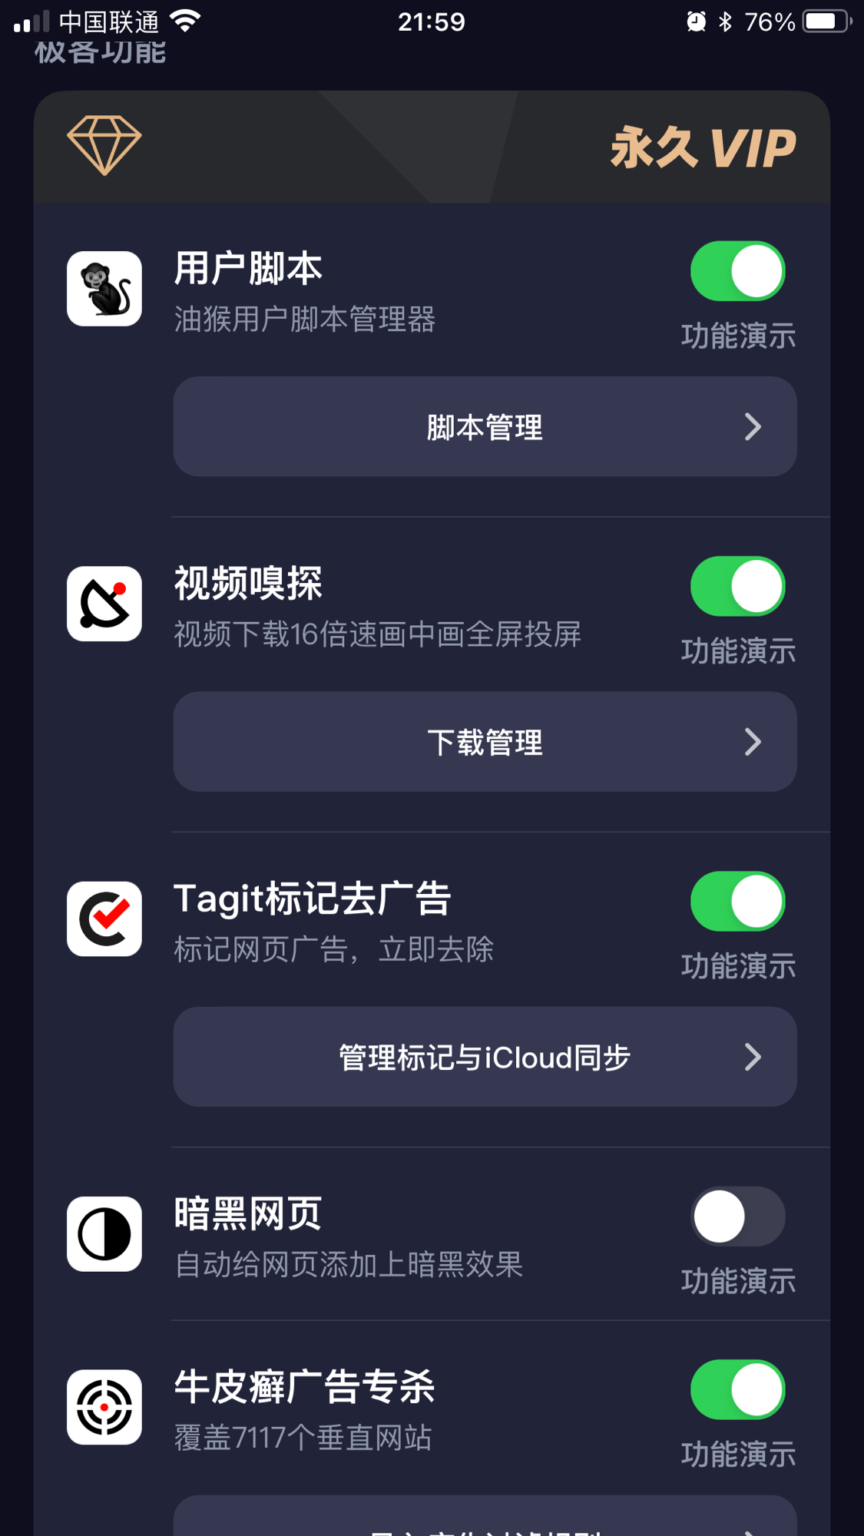 中国联通 21:59 76%
极客功能
永久 VIP
用户脚本
油猴用户脚本管理器
功能演示
脚本管理
视频嗅探
视频下载16倍速画中画全屏投屏
功能演示
下载管理
Tagit标记去广告
标记网页广告，立即去除
功能演示
管理标记与iCloud同步
暗黑网页
自动给网页添加上暗黑效果
功能演示
牛皮癣广告专杀
覆盖7117个垂直网站
功能演示